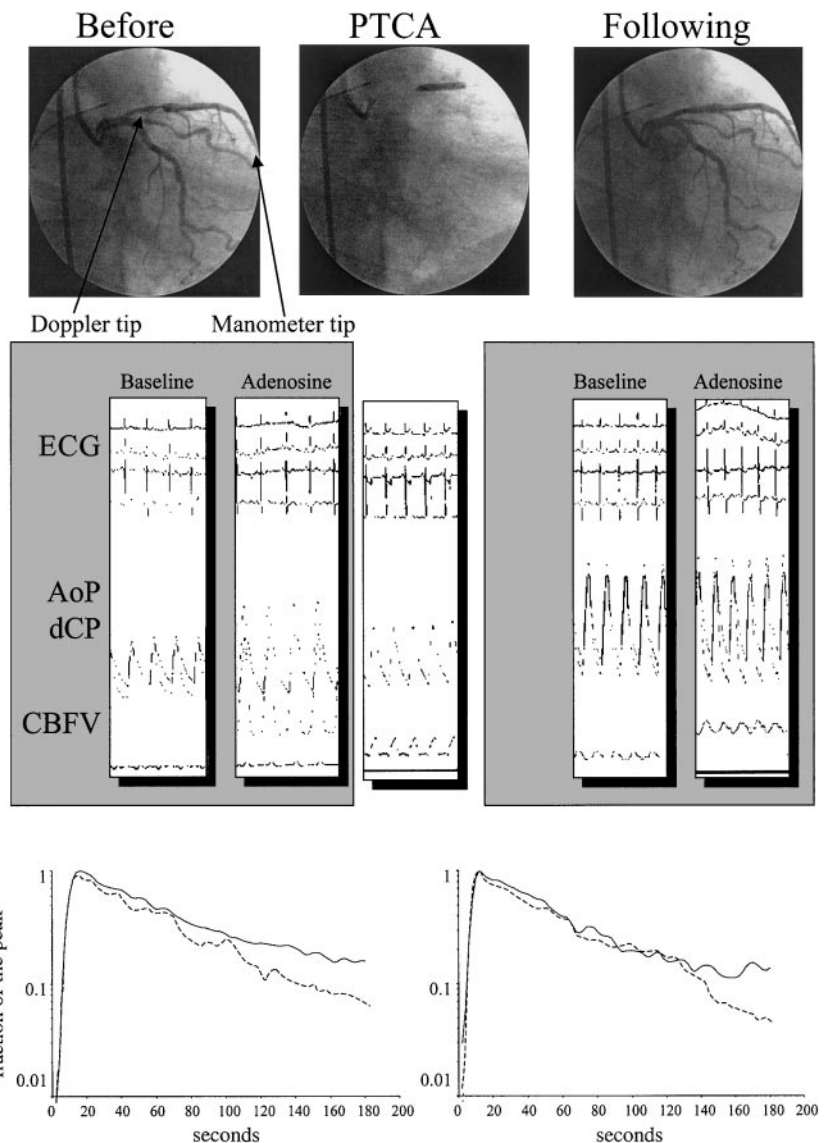 Before PTCA Following
Doppler tip Manometer tip
Baseline Adenosine Baseline Adenosine
ECG
AoP
dCP
CBFV
1 1
0.1 0.1
0.01 0.01
0 20 40 60 80 100 120 140 160 180 200 0 20 40 60 80 100 120 140 160 180 200
seconds seconds
of the peak